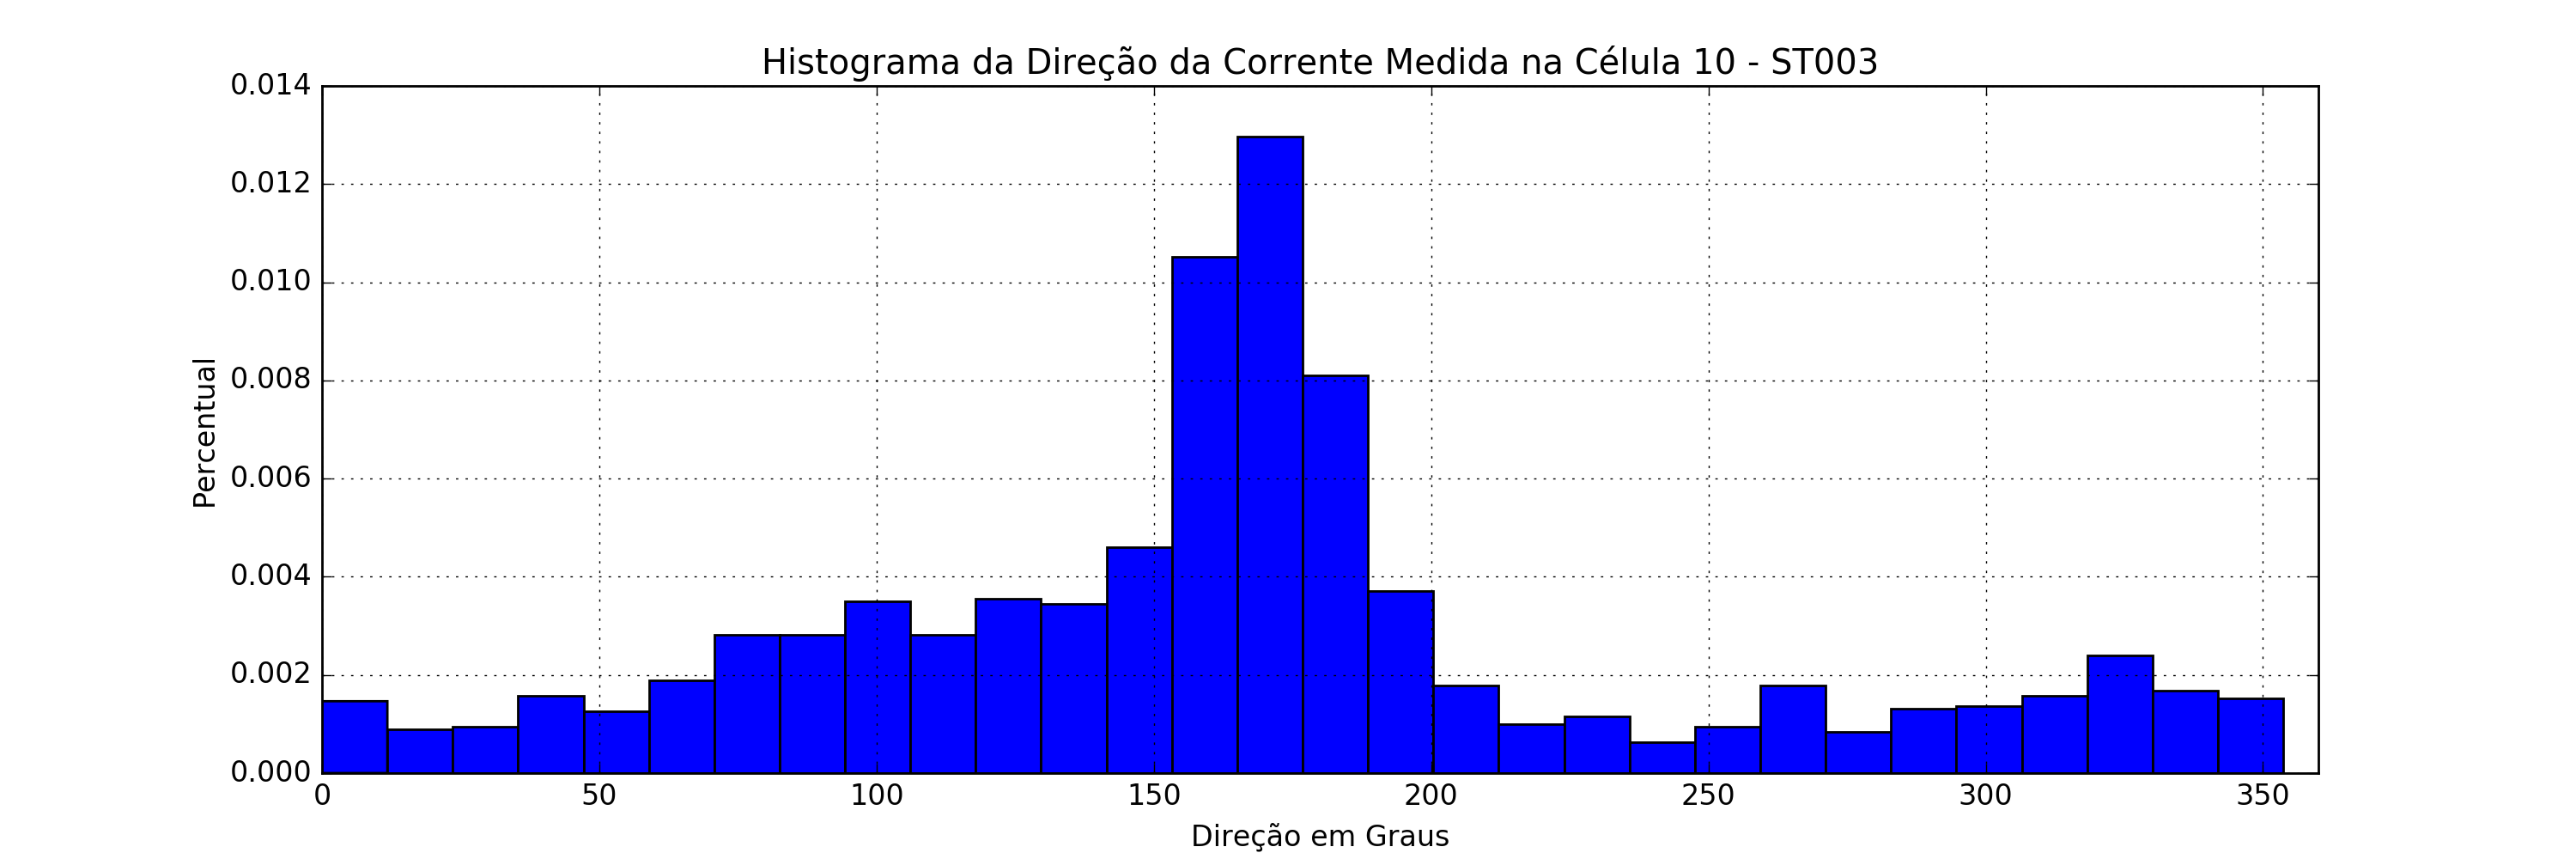 Histograma da Direção da Corrente Medida na Célula 10 - ST003
0.014
0.012
0.010
0.008
0.006
0.004
0.002
0.000
Percentual
0 50 100 150 200 250 300 350
Direção em Graus